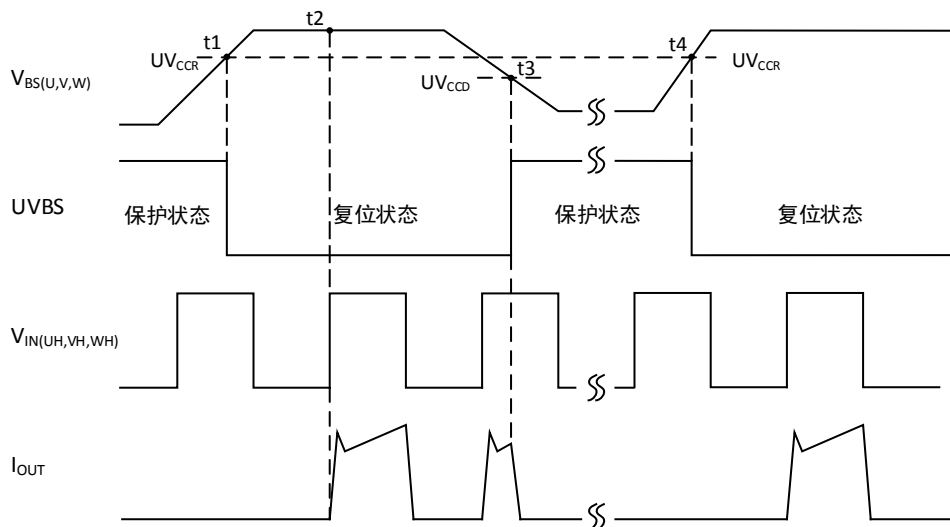 t1
t2
t3
t4
UVCCR
UVCCD
UVCCR
VBS(U,V,W)
UVBS
保护状态
复位状态
保护状态
复位状态
VIN(UH,VH,WH)
IOUT